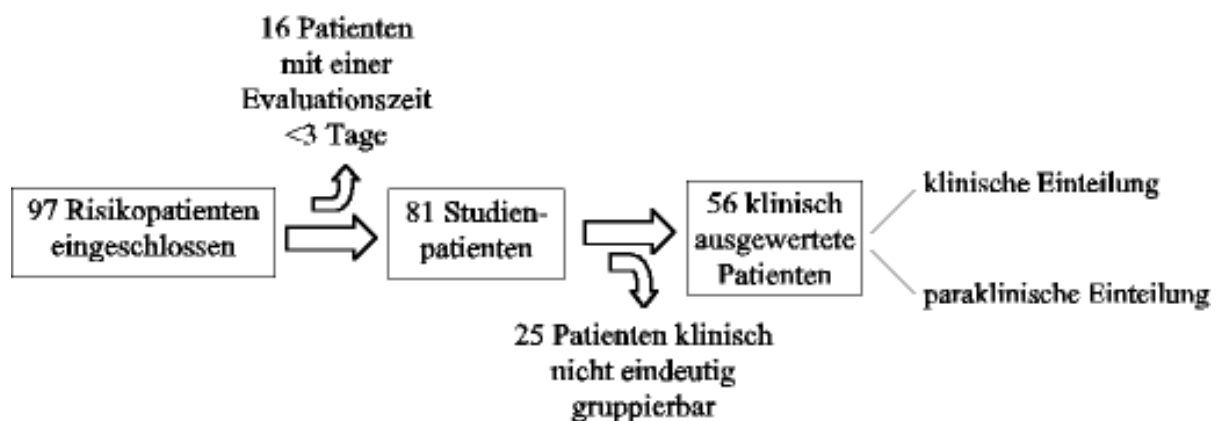 16 Patienten
mit einer
Evaluationszeit
<3 Tage
97 Risikopatienten
eingeschlossen
81 Studien-
patienten
56 klinisch
ausgewertete
Patienten
klinische Einteilung
paraklinische Einteilung
25 Patienten klinisch
nicht eindeutig
gruppierbar